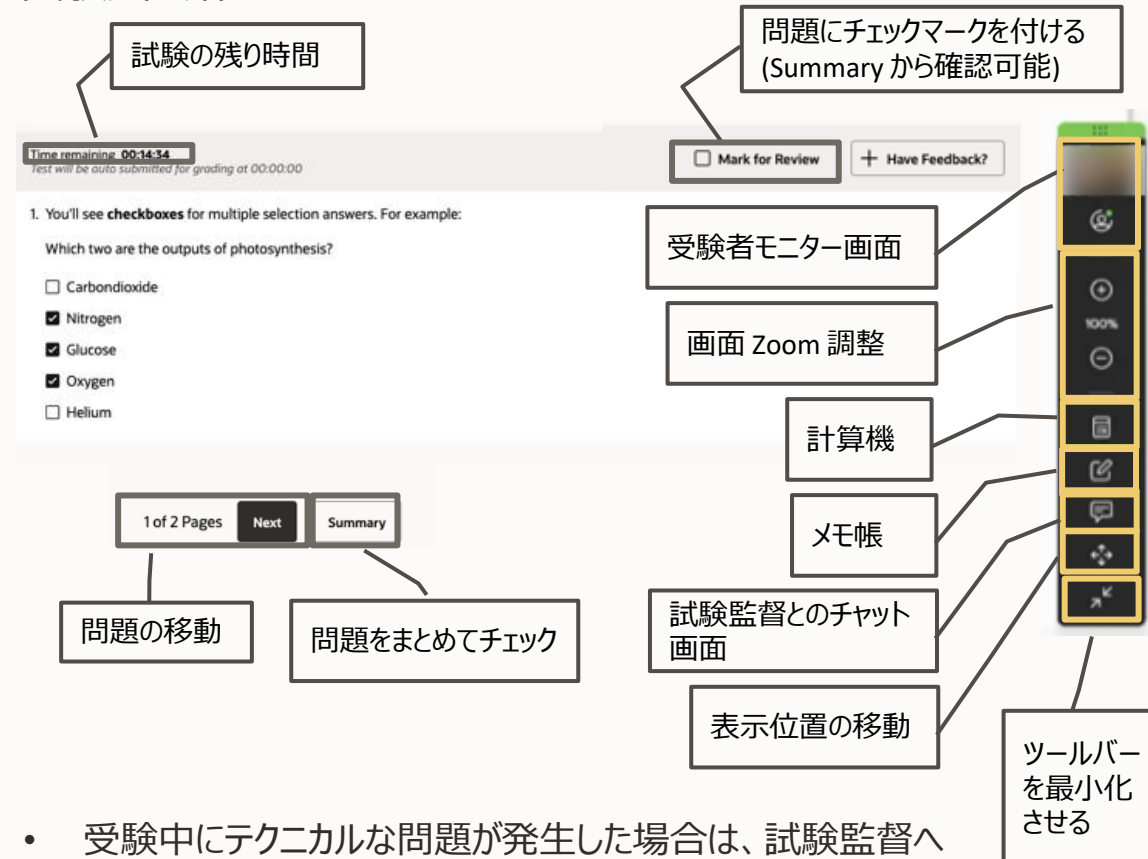 試験の残り時間
問題にチェックマークを付ける
(Summary から確認可能)
Time remaining 00:14:34
Test will be auto submitted for grading at 00:00:00
Mark for Review
+ Have Feedback?
1. You'll see checkboxes for multiple selection answers. For example:
Which two are the outputs of photosynthesis?
Carbondioxide
Nitrogen
Glucose
Oxygen
Helium
受験者モニター画面
100%
画面 Zoom 調整
計算機
メモ帳
1 of 2 Pages
Next
Summary
問題の移動
問題をまとめてチェック
試験監督とのチャット
画面
表示位置の移動
ツールバー
を最小化
させる
• 受験中にテクニカルな問題が発生した場合は、試験監督へ